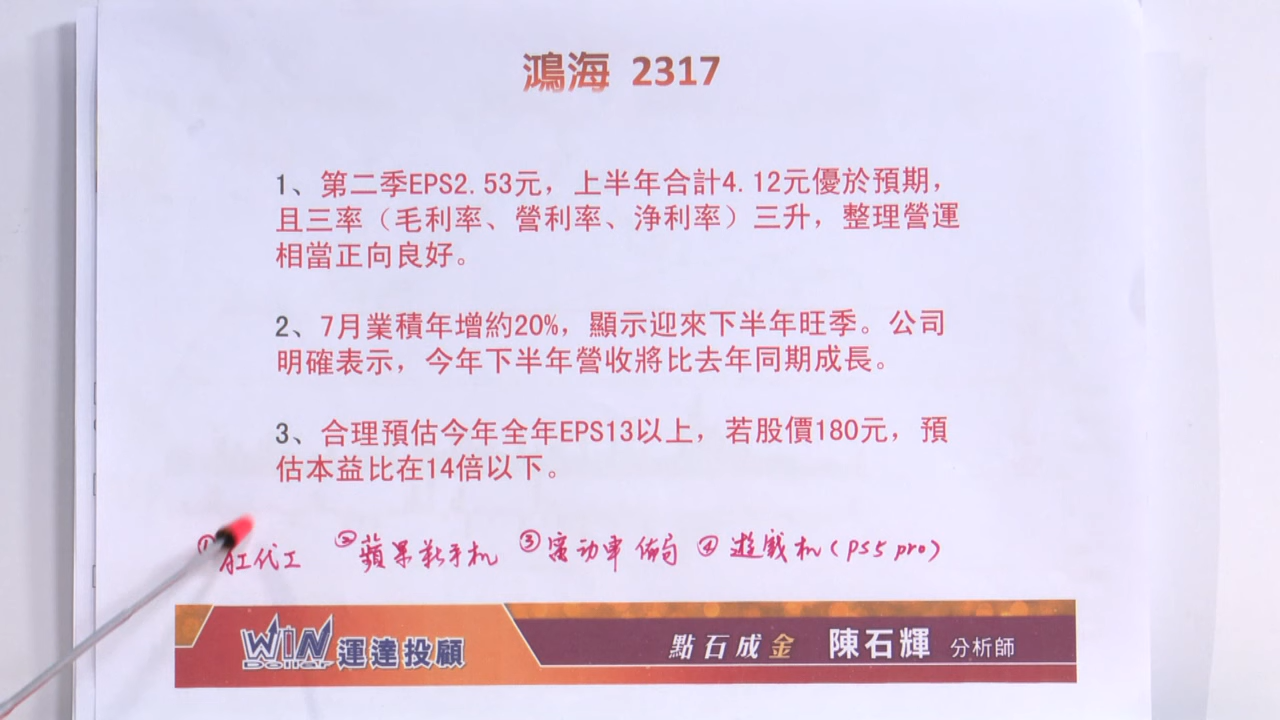 鴻海 2317
1、第二季EPS2.53元，上半年合計4.12元優於預期，
且三率（毛利率、營利率、淨利率）三升，整理營運
相當正向良好。
2、7月業積年增約20%，顯示迎來下半年旺季。公司
明確表示，今年下半年營收將比去年同期成長。
3、合理預估今年全年EPS13以上，若股價180元，預
估本益比在14倍以下。
① AI代工 ② 蘋果新手机 ③ 电动車佈局 ④ 遊戲机(PS5 pro)
WIN Dollar 運達投顧 點石成金 陳石輝 分析師